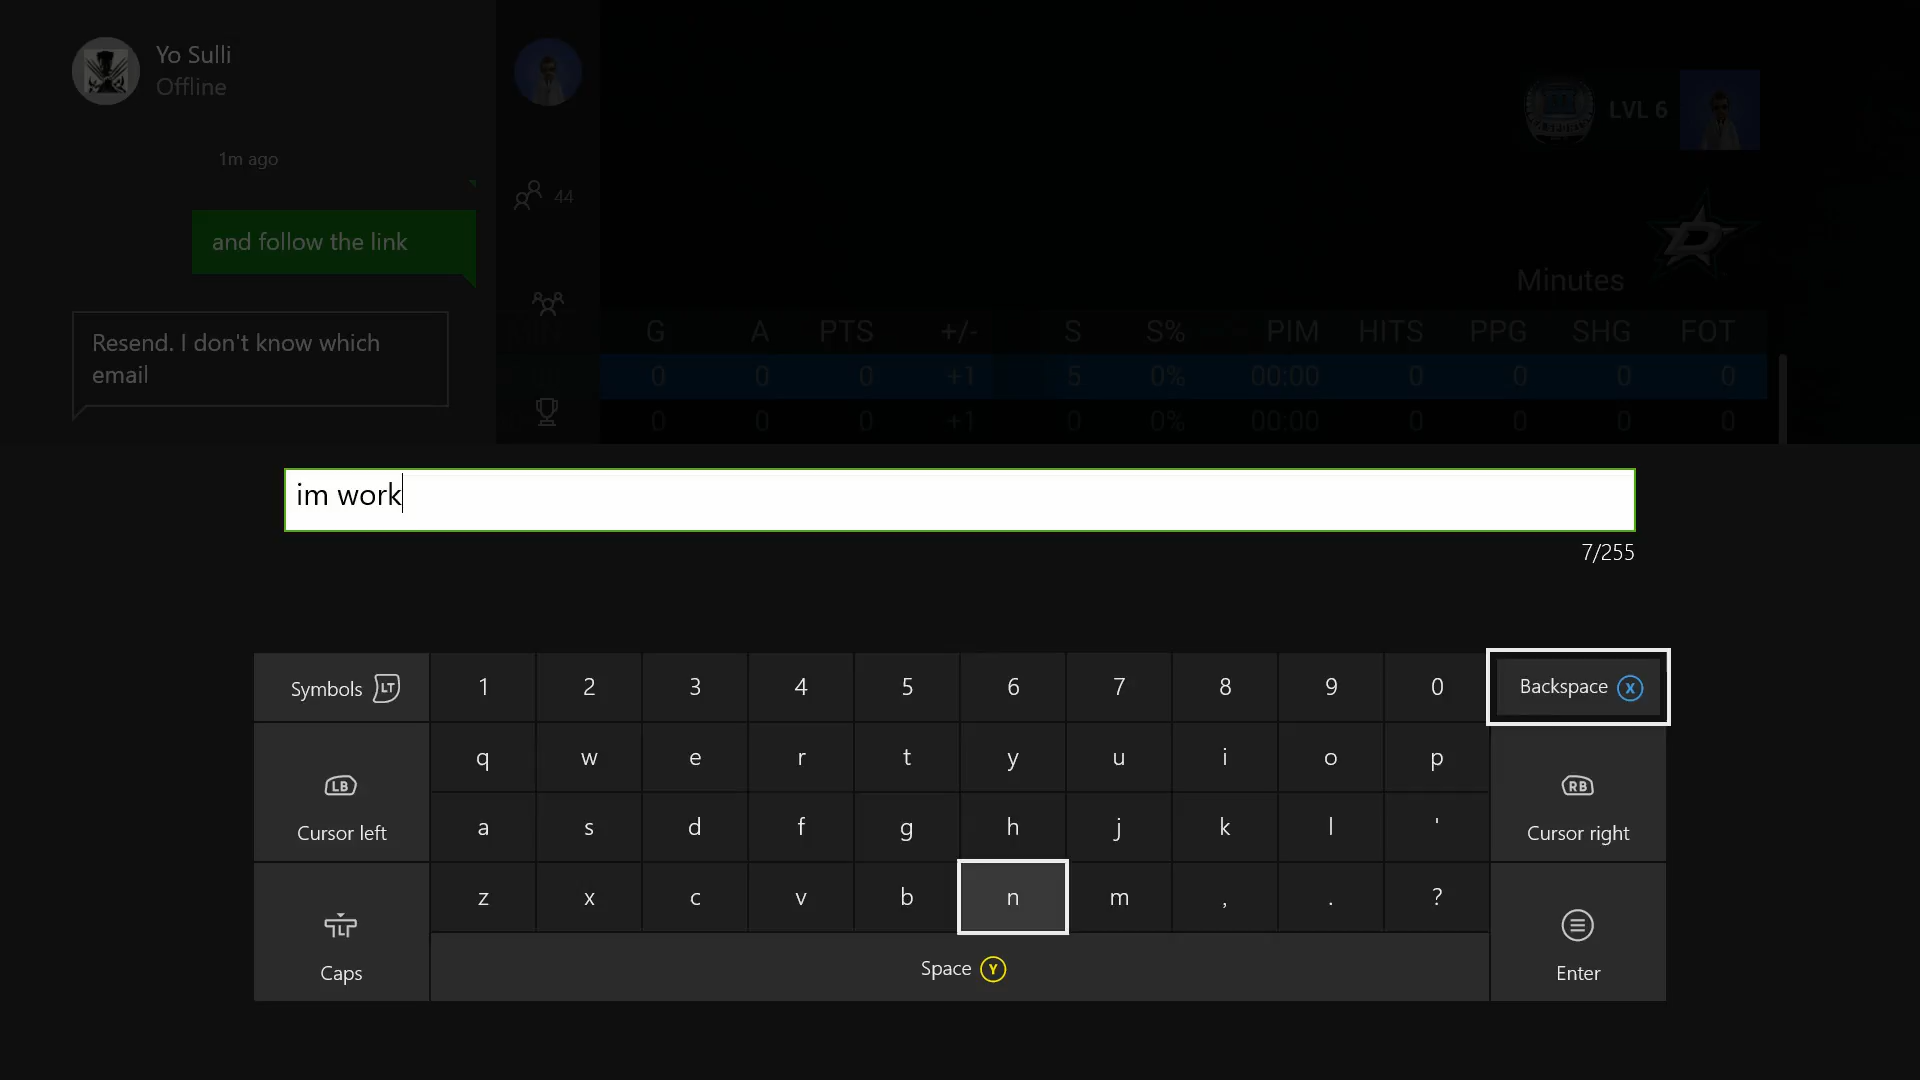 Yo Sulli
Offline
1m ago
and follow the link
Resend. I don't know which
email
44
LVL 6
Minutes
G A PTS +/- S S% PIM HITS PPG SHG FOT
0 0 0 +1 5 0% 00:00 0 0 0 0
0 0 0 +1 0 0% 00:00 0 0 0 0
im work
7/255
Symbols LT 1 2 3 4 5 6 7 8 9 0 Backspace X
q w e r t y u i o p
LB RB
Cursor left a s d f g h j k l ' Cursor right
z x c v b n m , . ?
Caps Space Y Enter